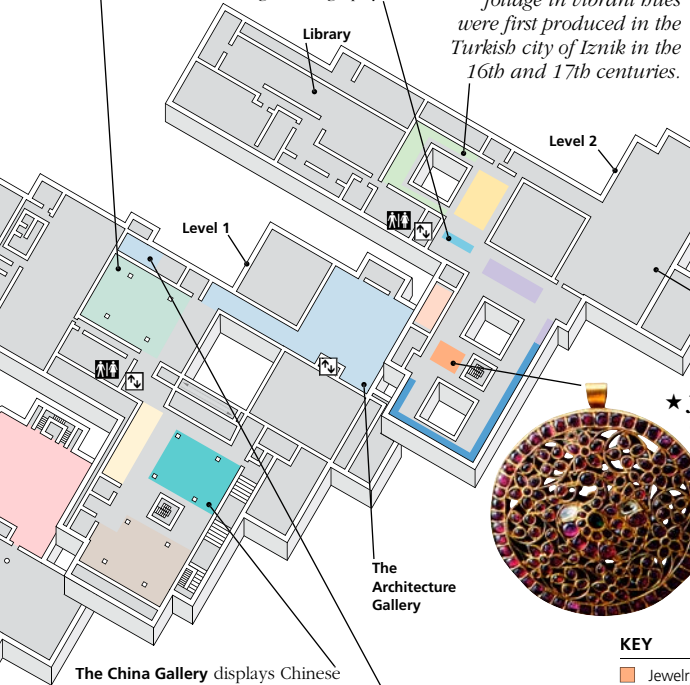 foliage in vibrant hues
were first produced in the
Turkish city of Iznik in the
16th and 17th centuries.
Library
Level 2
Level 1
★
The
Architecture
Gallery
KEY
The China Gallery displays Chinese